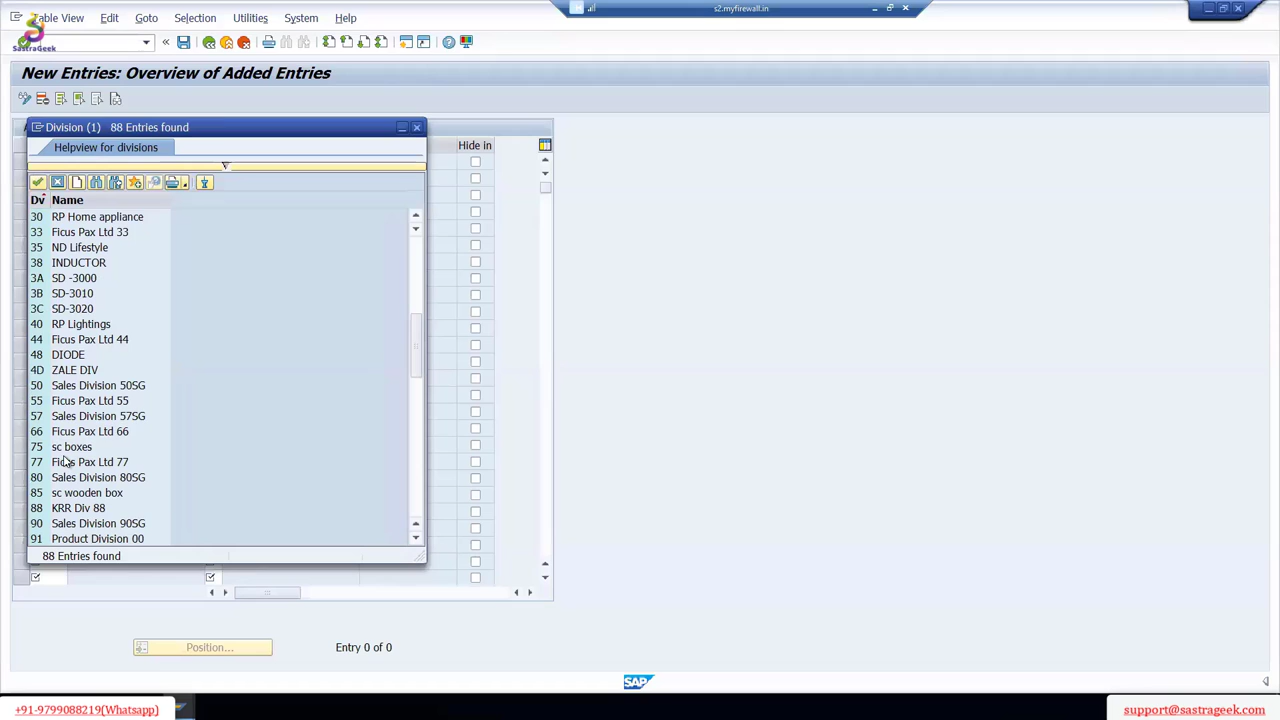 Table View Edit Goto Selection Utilities System Help
s2.myfirewall.in
SastraGeek
New Entries: Overview of Added Entries
Division (1) 88 Entries found
Hide in
Helpview for divisions
Dv Name
30 RP Home appliance
33 Ficus Pax Ltd 33
35 ND Lifestyle
38 INDUCTOR
3A SD -3000
3B SD-3010
3C SD-3020
40 RP Lightings
44 Ficus Pax Ltd 44
48 DIODE
4D ZALE DIV
50 Sales Division 50SG
55 Ficus Pax Ltd 55
57 Sales Division 57SG
66 Ficus Pax Ltd 66
75 sc boxes
77 Ficus Pax Ltd 77
80 Sales Division 80SG
85 sc wooden box
88 KRR Div 88
90 Sales Division 90SG
91 Product Division 00
88 Entries found
Position... Entry 0 of 0
SAP
+91-9799088219(Whatsapp) support@sastrageek.com